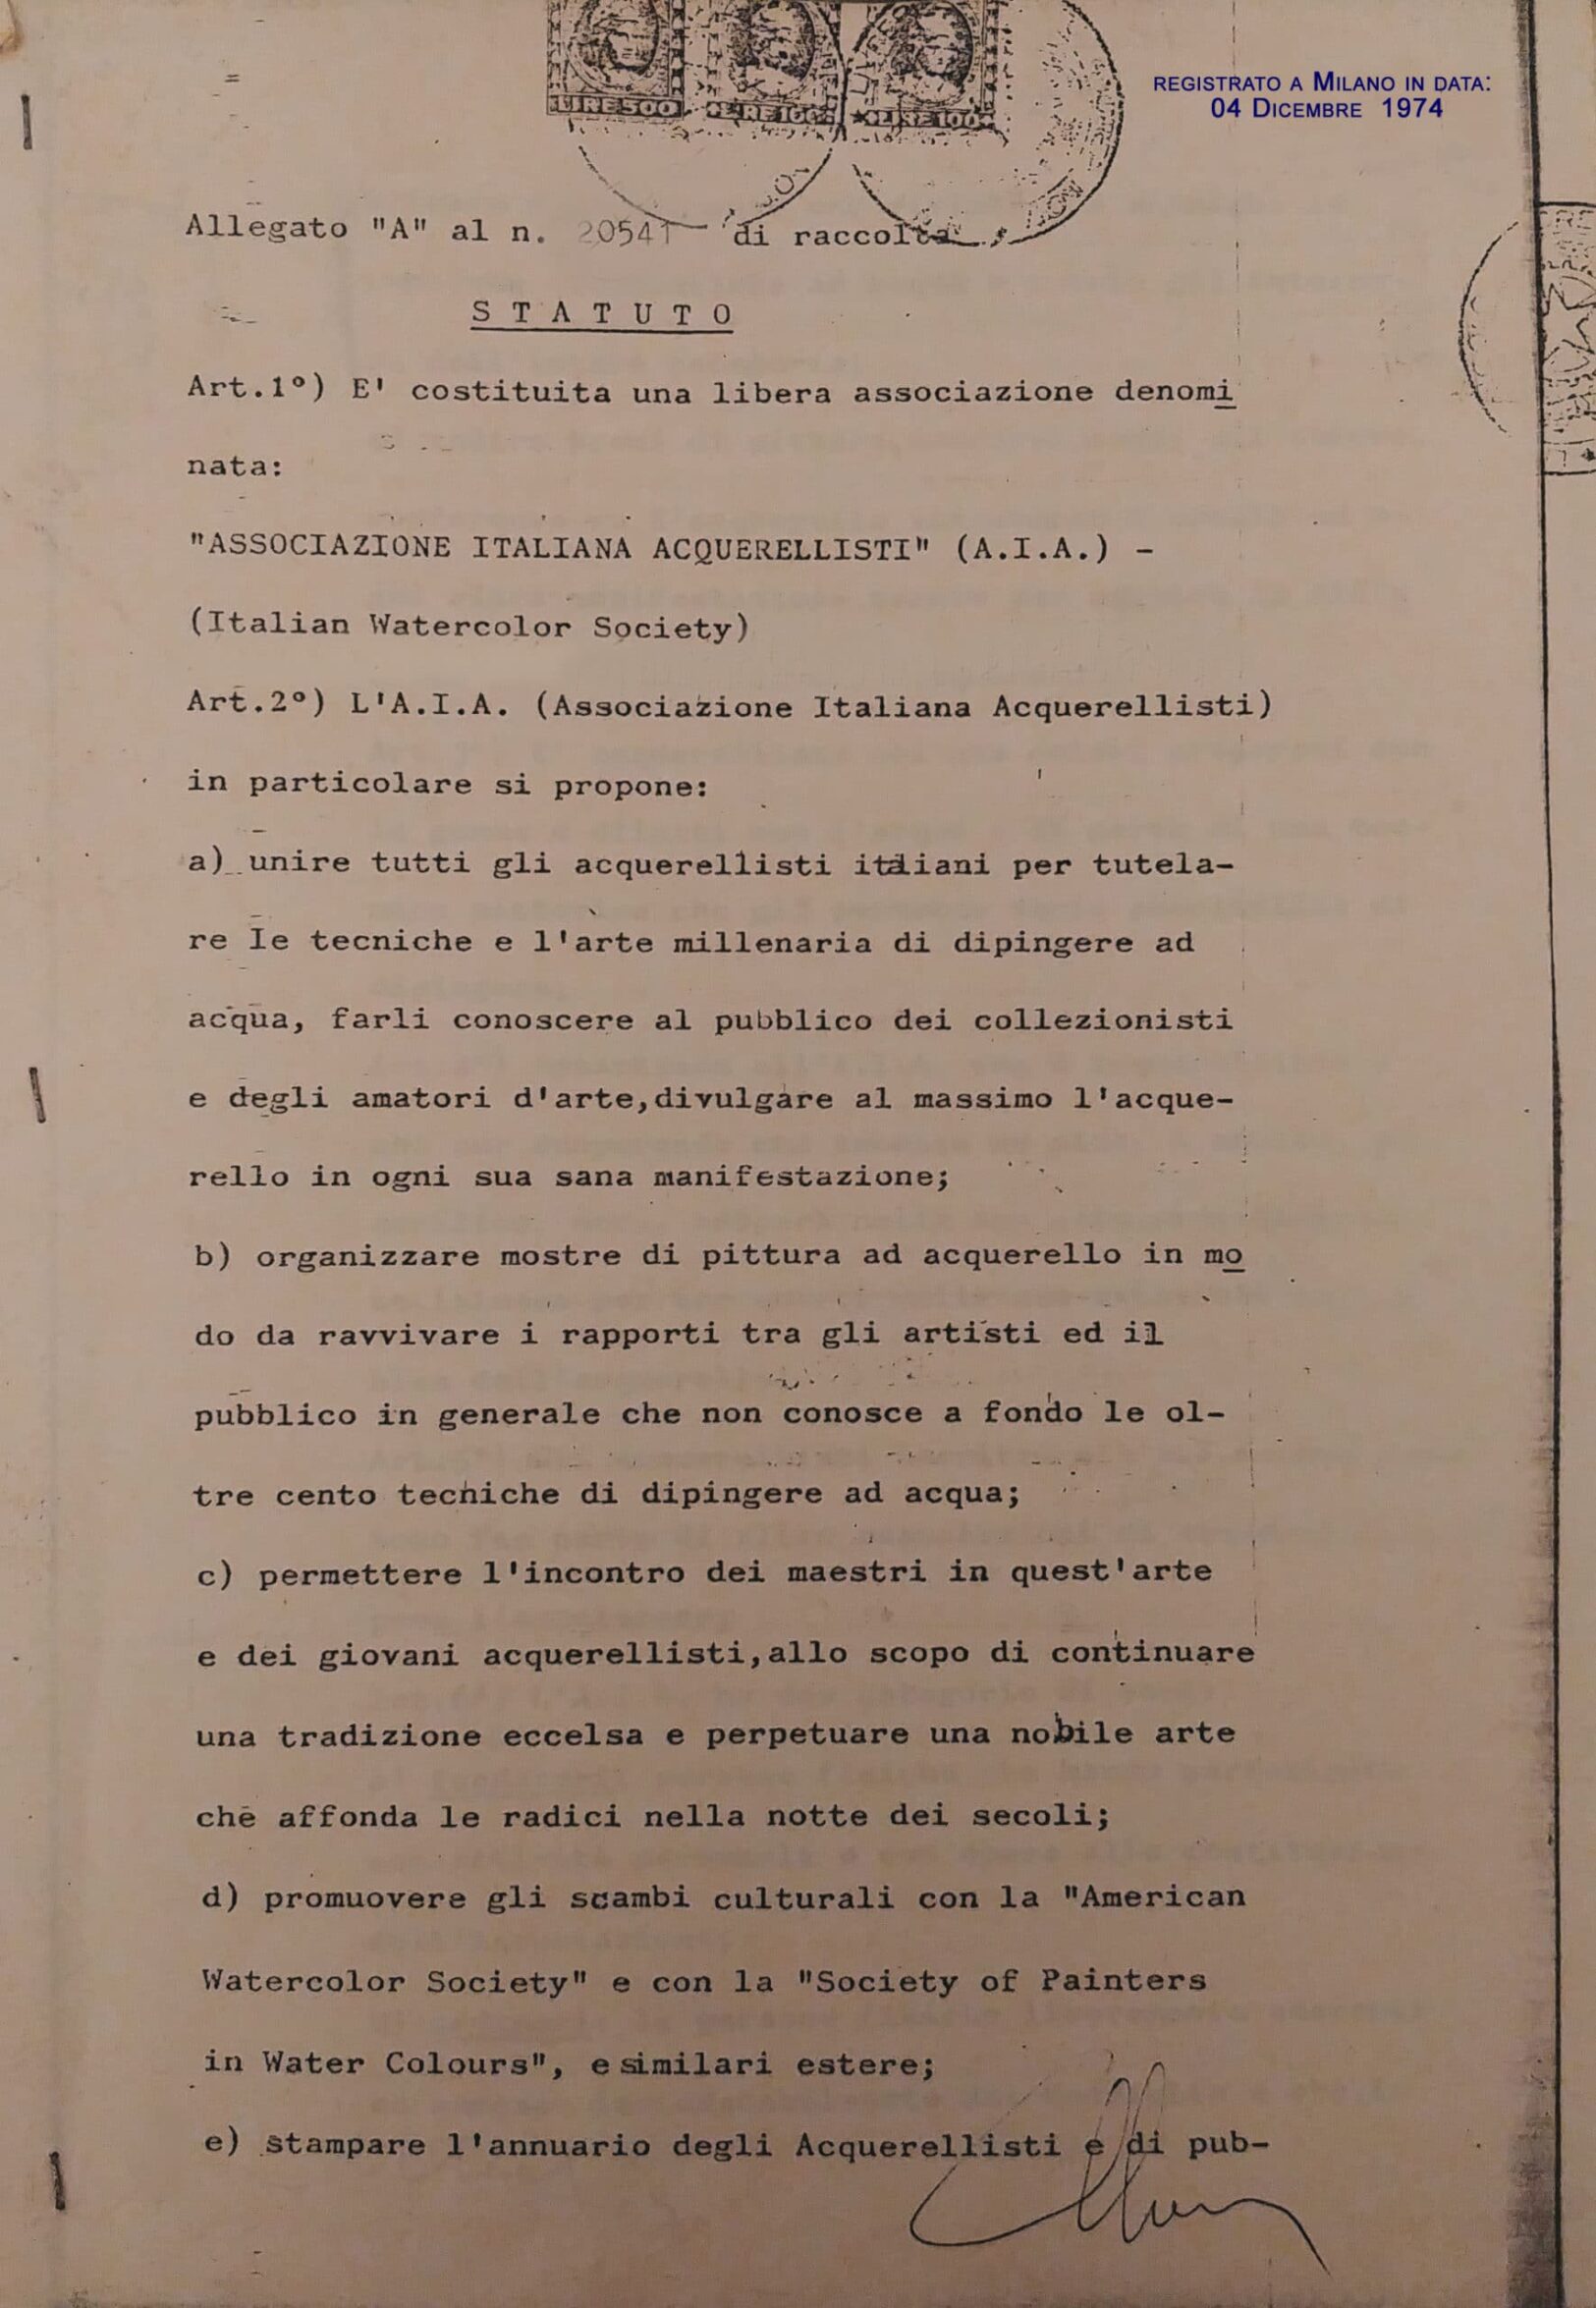 LIRE 500 LIRE 100 LIRE 100
REGISTRATO A MILANO IN DATA:
04 DICEMBRE 1974
Allegato "A" al n. 20541 di raccolta
STATUTO
Art.1°) E' costituita una libera associazione denomi
nata:
"ASSOCIAZIONE ITALIANA ACQUERELLISTI" (A.I.A.) -
(Italian Watercolor Society)
Art.2°) L'A.I.A. (Associazione Italiana Acquerellisti)
in particolare si propone:
a) unire tutti gli acquerellisti italiani per tutela-
re le tecniche e l'arte millenaria di dipingere ad
acqua, farli conoscere al pubblico dei collezionisti
e degli amatori d'arte,divulgare al massimo l'acque-
rello in ogni sua sana manifestazione;
b) organizzare mostre di pittura ad acquerello in mo
do da ravvivare i rapporti tra gli artisti ed il
pubblico in generale che non conosce a fondo le ol-
tre cento tecniche di dipingere ad acqua;
c) permettere l'incontro dei maestri in quest'arte
e dei giovani acquerellisti,allo scopo di continuare
una tradizione eccelsa e perpetuare una nobile arte
che affonda le radici nella notte dei secoli;
d) promuovere gli scambi culturali con la "American
Watercolor Society" e con la "Society of Painters
in Water Colours", e similari estere;
e) stampare l'annuario degli Acquerellisti e di pub-